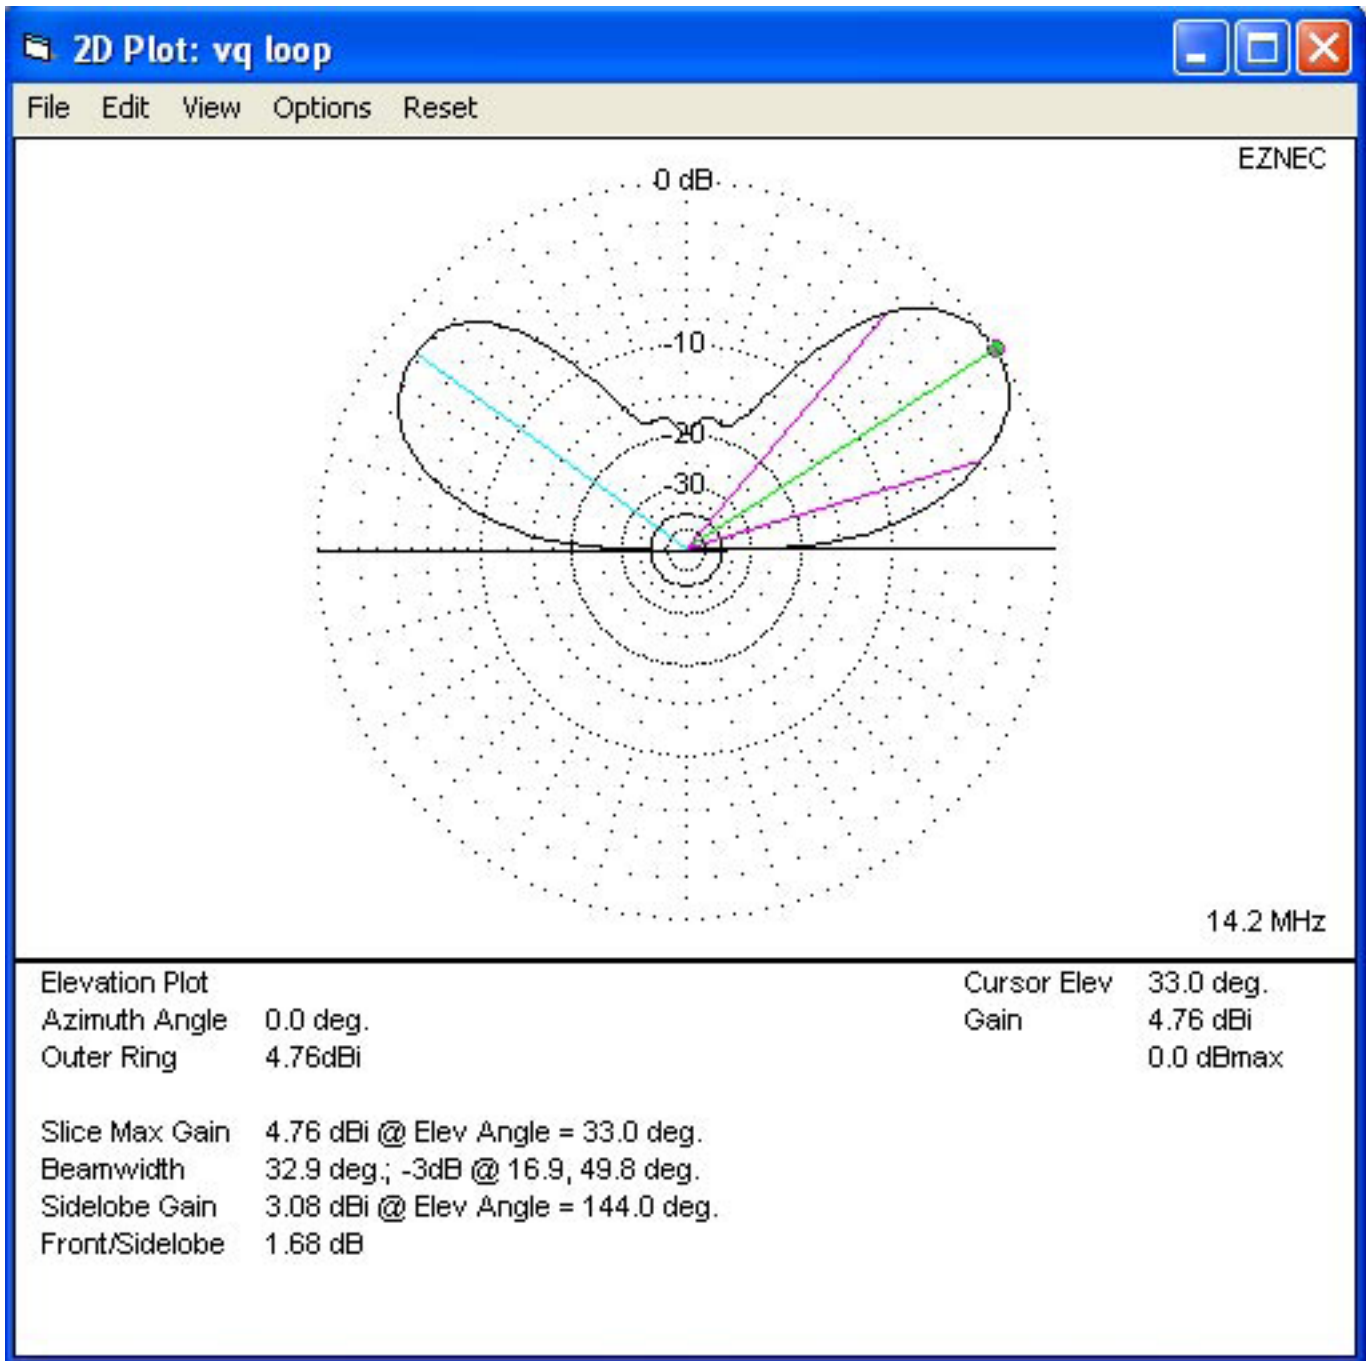 2D Plot: vq loop
File Edit View Options Reset
EZNEC
0 dB
-10
-20
-30
14.2 MHz
Elevation Plot
Azimuth Angle 0.0 deg.
Outer Ring 4.76dBi
Cursor Elev 33.0 deg.
Gain 4.76 dBi
0.0 dBmax
Slice Max Gain 4.76 dBi @ Elev Angle = 33.0 deg.
Beamwidth 32.9 deg.; -3dB @ 16.9, 49.8 deg.
Sidelobe Gain 3.08 dBi @ Elev Angle = 144.0 deg.
Front/Sidelobe 1.68 dB